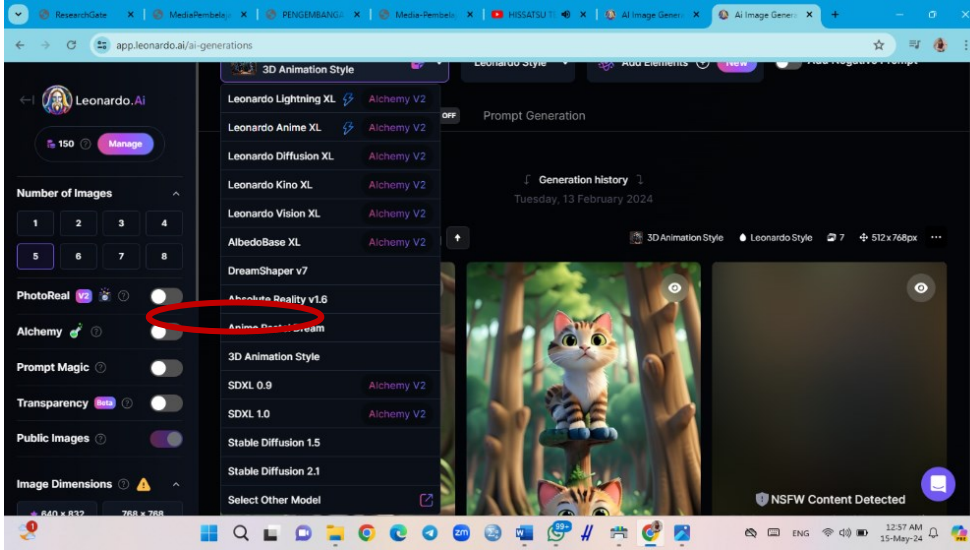 ResearchGate
MediaPembelaja
PENGEMBANGA
Media-Pembelaj
HISSATSU T
AI Image Gener
Ai Image Genera
app.leonardo.ai/ai-generations
3D Animation Style
Leonardo Style
Add Elements
New
Add Negative Prompt
Leonardo.Ai
150
Manage
Number of Images
1 2 3 4
5 6 7 8
PhotoReal V2
Alchemy
Prompt Magic
Transparency Beta
Public Images
Image Dimensions
640 × 832 768 × 768
Leonardo Lightning XL Alchemy V2
Leonardo Anime XL Alchemy V2
Leonardo Diffusion XL Alchemy V2
Leonardo Kino XL Alchemy V2
Leonardo Vision XL Alchemy V2
AlbedoBase XL Alchemy V2
DreamShaper v7
Absolute Reality v1.6
Anime Pastel Dream
3D Animation Style
SDXL 0.9 Alchemy V2
SDXL 1.0 Alchemy V2
Stable Diffusion 1.5
Stable Diffusion 2.1
Select Other Model
OFF
Prompt Generation
Generation history
Tuesday, 13 February 2024
3D Animation Style Leonardo Style 7 512x768px
NSFW Content Detected
zm
99+
ENG
12:57 AM
15-May-24